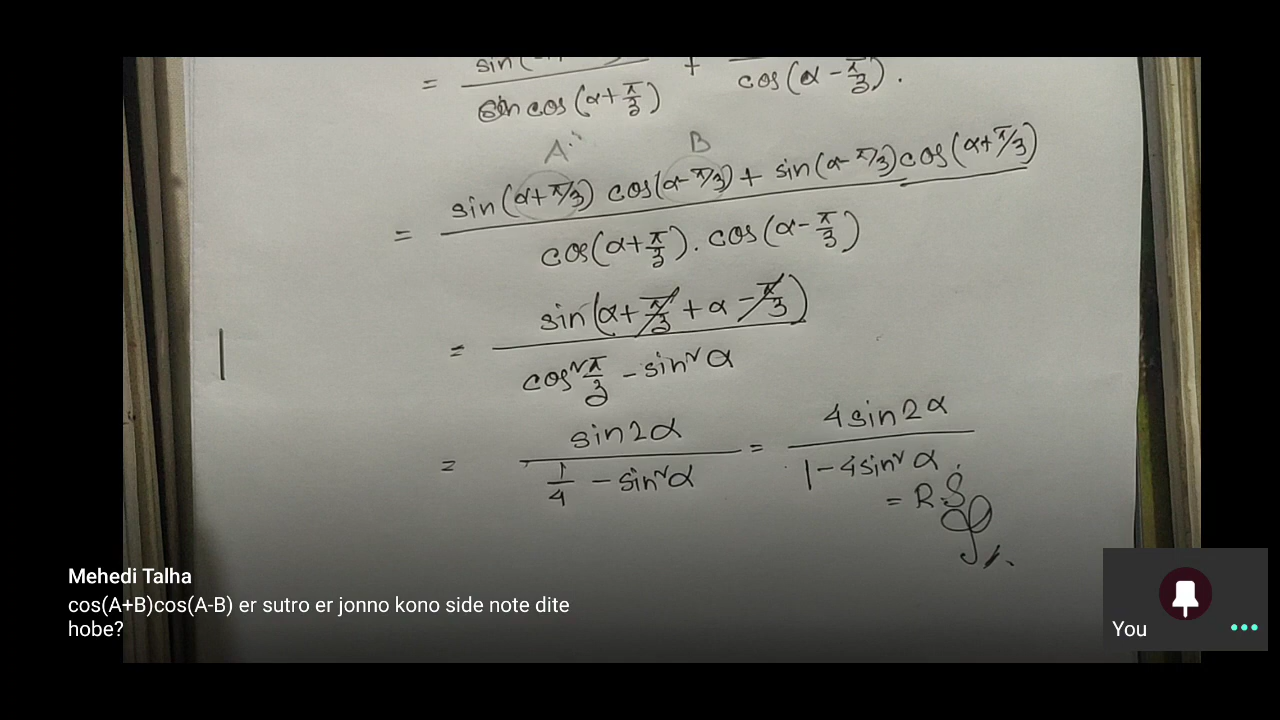 = sin( / cos(α+π/3) + / cos(α-π/3).
A B
= sin(α+π/3) cos(α-π/3) + sin(α-π/3)cos(α+π/3) / cos(α+π/3). cos(α-π/3)
= sin(α+π/3+α-π/3) / cos²π/3 - sin²α
= sin2α / 1/4 - sin²α = 4sin2α / 1-4sin²α
= R.S
Mehedi Talha
cos(A+B)cos(A-B) er sutro er jonno kono side note dite
hobe?
You